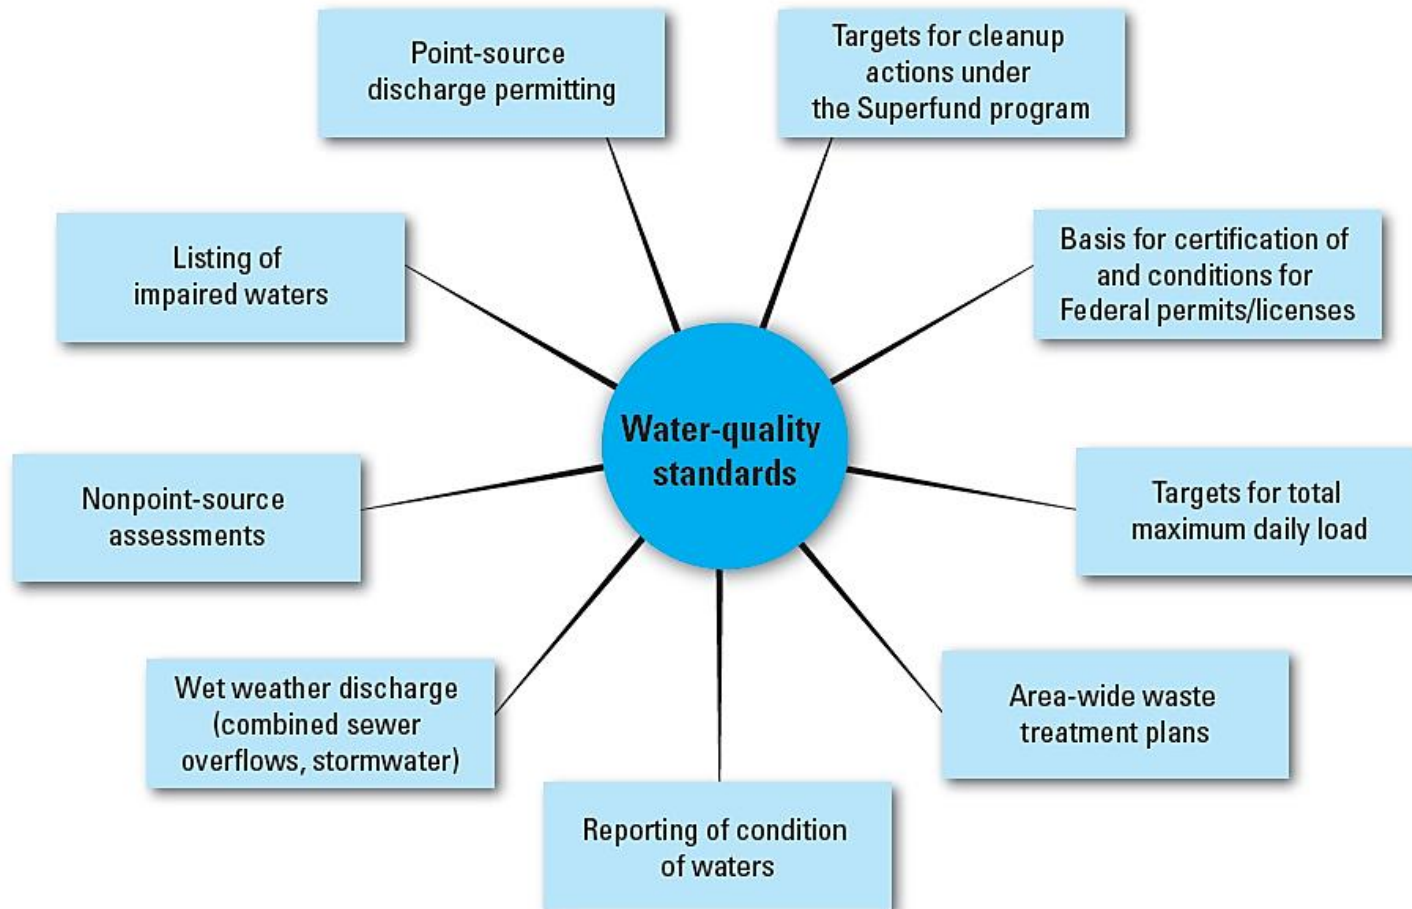 Point-source
discharge permitting
Targets for cleanup
actions under
the Superfund program
Listing of
impaired waters
Basis for certification of
and conditions for
Federal permits/licenses
Water-quality
standards
Nonpoint-source
assessments
Targets for total
maximum daily load
Wet weather discharge
(combined sewer
overflows, stormwater)
Area-wide waste
treatment plans
Reporting of condition
of waters